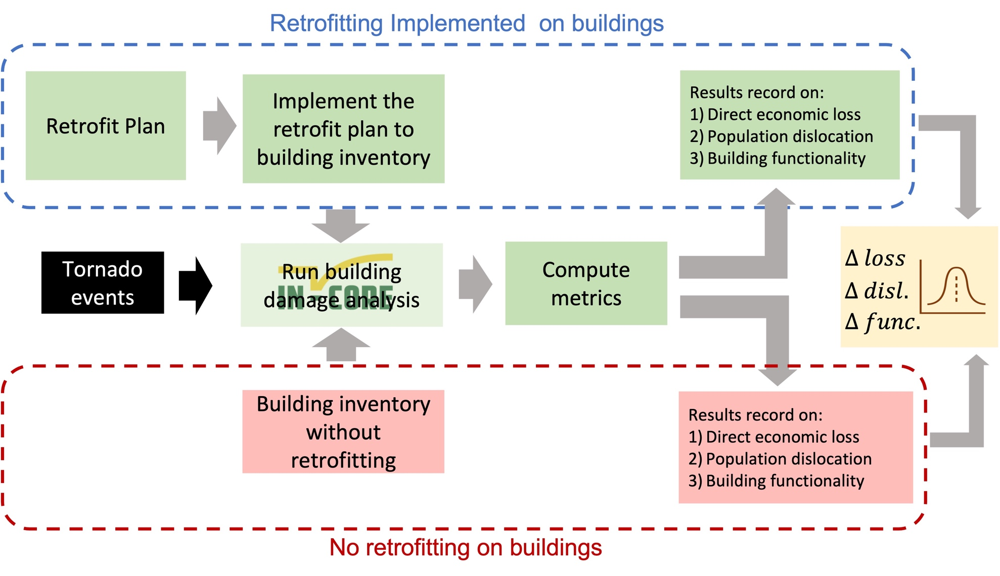 Retrofitting Implemented on buildings
Retrofit Plan
Implement the
retrofit plan to
building inventory
Results record on:
1) Direct economic loss
2) Population dislocation
3) Building functionality
Tornado
events
Run building
damage analysis
IN-CORE
Compute
metrics
Δ loss
Δ disl.
Δ func.
Building inventory
without
retrofitting
Results record on:
1) Direct economic loss
2) Population dislocation
3) Building functionality
No retrofitting on buildings